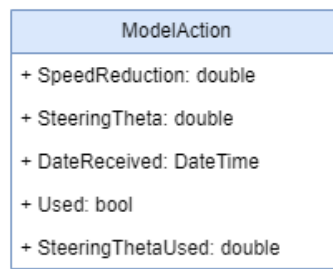 ModelAction
+ SpeedReduction: double
+ SteeringTheta: double
+ DateReceived: DateTime
+ Used: bool
+ SteeringThetaUsed: double